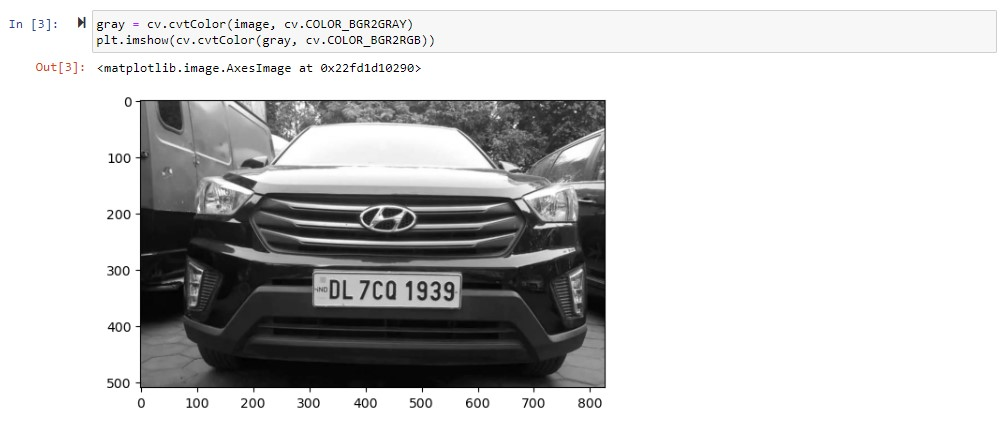 In [3]:
gray = cv.cvtColor(image, cv.COLOR_BGR2GRAY)
plt.imshow(cv.cvtColor(gray, cv.COLOR_BGR2RGB))
Out[3]: <matplotlib.image.AxesImage at 0x22fd1d10290>
0
100
200
300
400
500
IND DL 7CQ 1939
0 100 200 300 400 500 600 700 800